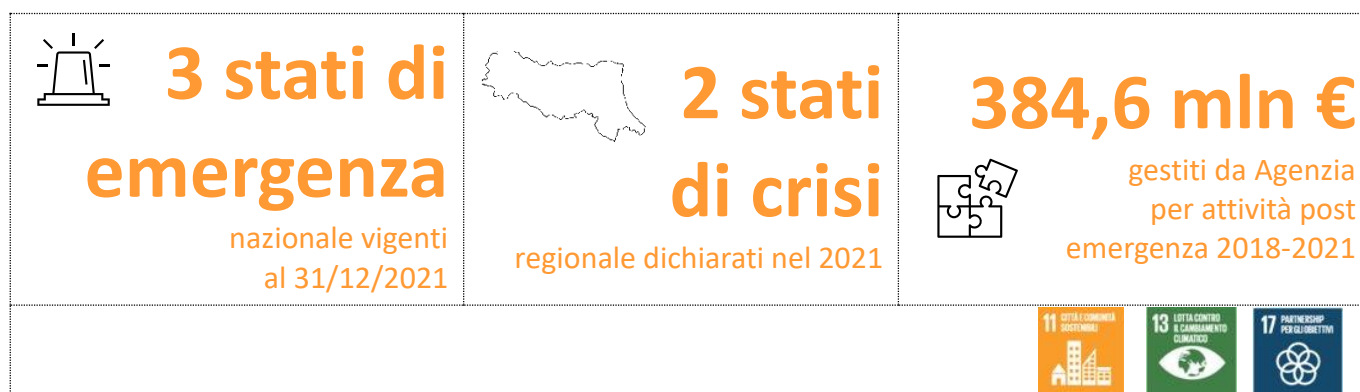 3 stati di
emergenza
nazionale vigenti
al 31/12/2021
2 stati
di crisi
regionale dichiarati nel 2021
384,6 mln €
gestiti da Agenzia
per attività post
emergenza 2018-2021
11 CITTÀ E COMUNITÀ
SOSTENIBILI
13 LOTTA CONTRO
IL CAMBIAMENTO
CLIMATICO
17 PARTNERSHIP
PER GLI OBIETTIVI